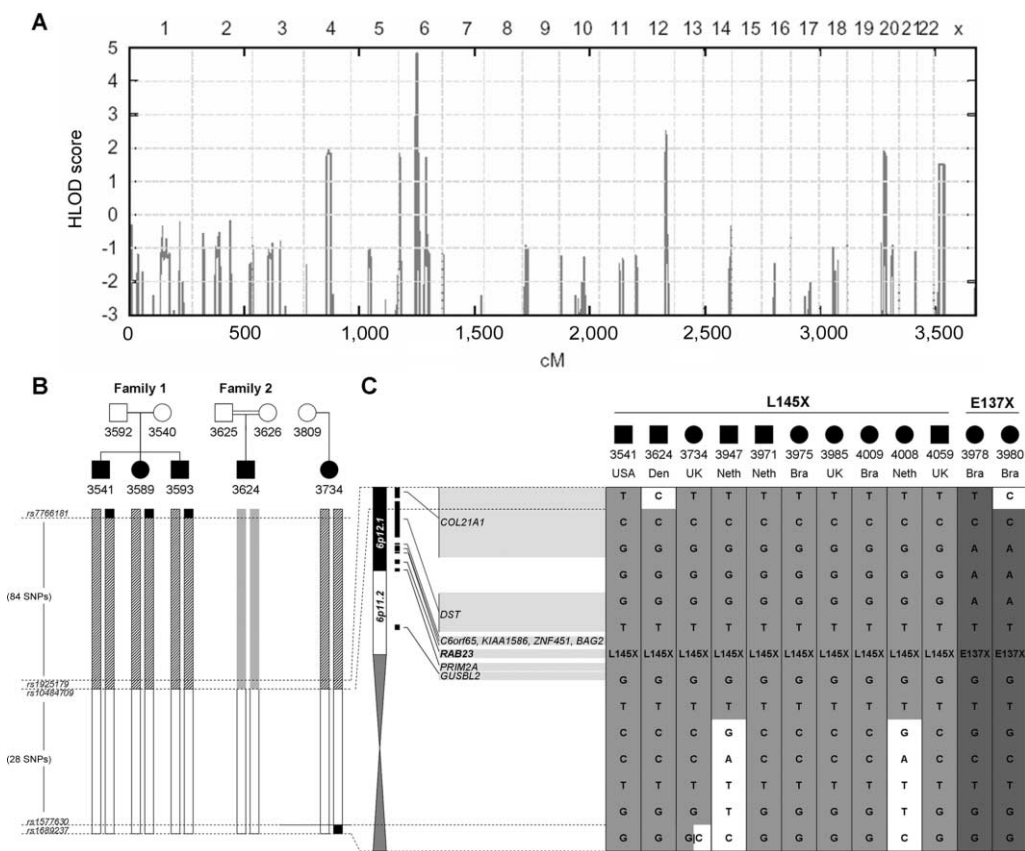 A
1 2 3 4 5 6 7 8 9 10 11 12 13 14 15 16 17 18 19 20 21 22 x
HLOD score
5
4
3
2
1
0
-1
-2
-3
0 500 1,000 1,500 2,000 2,500 3,000 3,500
cM
B
Family 1 Family 2
3592 3540 3625 3626 3809
3541 3589 3593 3624 3734
rs7766181
(84 SNPs)
rs1925179
rs10484709
(28 SNPs)
rs1577630
rs1689237
C
L145X E137X
3541 3624 3734 3947 3971 3975 3985 4009 4008 4059 3978 3980
USA Den UK Neth Neth Bra UK Bra Neth UK Bra Bra
6p12.1
6p11.2
COL21A1
DST
C6orf65, KIAA1586, ZNF451, BAG2
RAB23
PRIM2A
GUSBL2
T C T T T T T T T T T C
C C C C C C C C C C C C
G G G G G G G G G G A A
G G G G G G G G G G A A
G G G G G G G G G G A A
T T T T T T T T T T T T
L145X L145X L145X L145X L145X L145X L145X L145X L145X L145X E137X E137X
G G G G G G G G G G G G
T T T T T T T T T T T T
C C C G C C C C G C G G
C C C A C C C C A C C C
T T T T T T T T T T T T
G G G T G G G G T G G G
G G G|C C G G G G C G G G